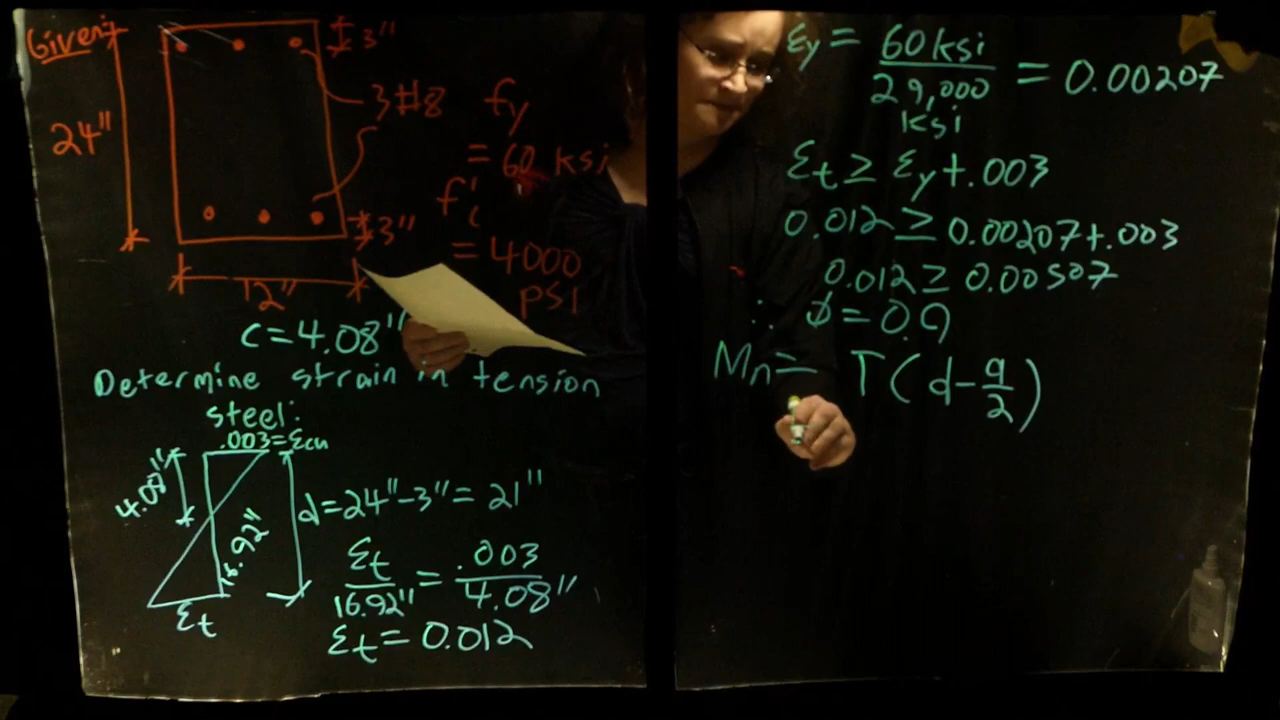 Given:
3"
24"
3#8
fy
= 60 ksi
f'c
= 4000
psi
3"
12"
c = 4.08"
Determine strain in tension
steel:
.003 = εcu
4.08"
16.92"
d = 24" - 3" = 21"
εt
εt / 16.92" = .003 / 4.08"
εt = 0.012
εy = 60 ksi / 29,000 ksi = 0.00207
εt ≥ εy + .003
0.012 ≥ 0.00207 + .003
0.012 ≥ 0.00507
∴ φ = 0.9
Mn = T(d - a/2)